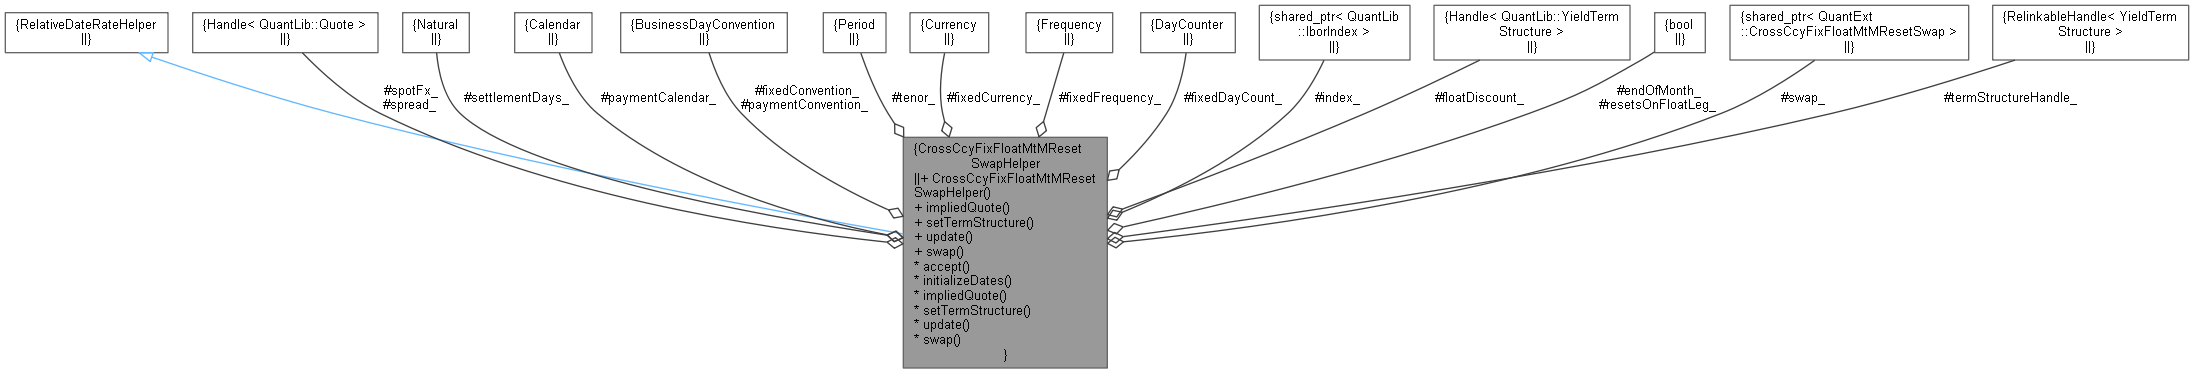 {RelativeDateRateHelper
||}
{Handle< QuantLib::Quote >
||}
{Natural
||}
{Calendar
||}
{BusinessDayConvention
||}
{Period
||}
{Currency
||}
{Frequency
||}
{DayCounter
||}
{shared_ptr< QuantLib
::IborIndex >
||}
{Handle< QuantLib::YieldTerm
Structure >
||}
{bool
||}
{shared_ptr< QuantExt
::CrossCcyFixFloatMtMResetSwap >
||}
{RelinkableHandle< YieldTerm
Structure >
||}
#spotFx_
#spread_
#settlementDays_
#paymentCalendar_
#fixedConvention_
#paymentConvention_
#tenor_
#fixedCurrency_
#fixedFrequency_
#fixedDayCount_
#index_
#floatDiscount_
#endOfMonth_
#resetsOnFloatLeg_
#swap_
#termStructureHandle_
{CrossCcyFixFloatMtMReset
SwapHelper
||+ CrossCcyFixFloatMtMReset
SwapHelper()
+ impliedQuote()
+ setTermStructure()
+ update()
+ swap()
* accept()
* initializeDates()
* impliedQuote()
* setTermStructure()
* update()
* swap()
}